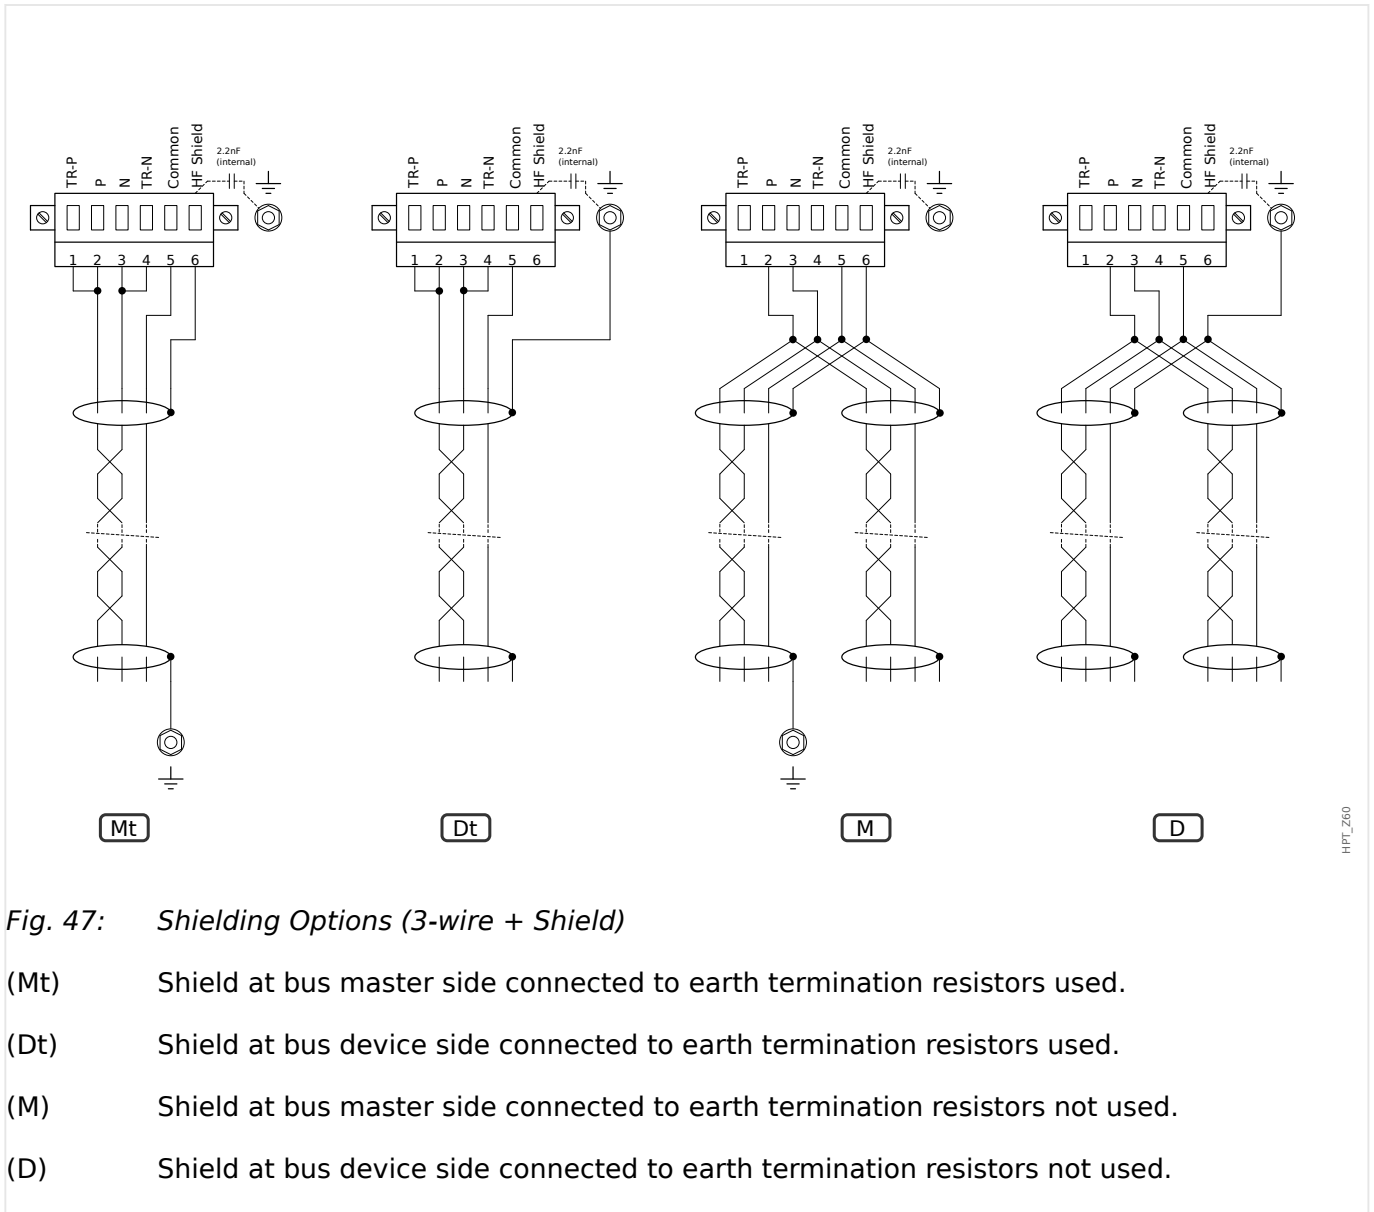 TR-P P N TR-N Common HF Shield 2.2nF (internal)
1 2 3 4 5 6
TR-P P N TR-N Common HF Shield 2.2nF (internal)
1 2 3 4 5 6
TR-P P N TR-N Common HF Shield 2.2nF (internal)
1 2 3 4 5 6
TR-P P N TR-N Common HF Shield 2.2nF (internal)
1 2 3 4 5 6
Mt Dt M D
HPT_Z60
Fig. 47: Shielding Options (3-wire + Shield)
(Mt) Shield at bus master side connected to earth termination resistors used.
(Dt) Shield at bus device side connected to earth termination resistors used.
(M) Shield at bus master side connected to earth termination resistors not used.
(D) Shield at bus device side connected to earth termination resistors not used.